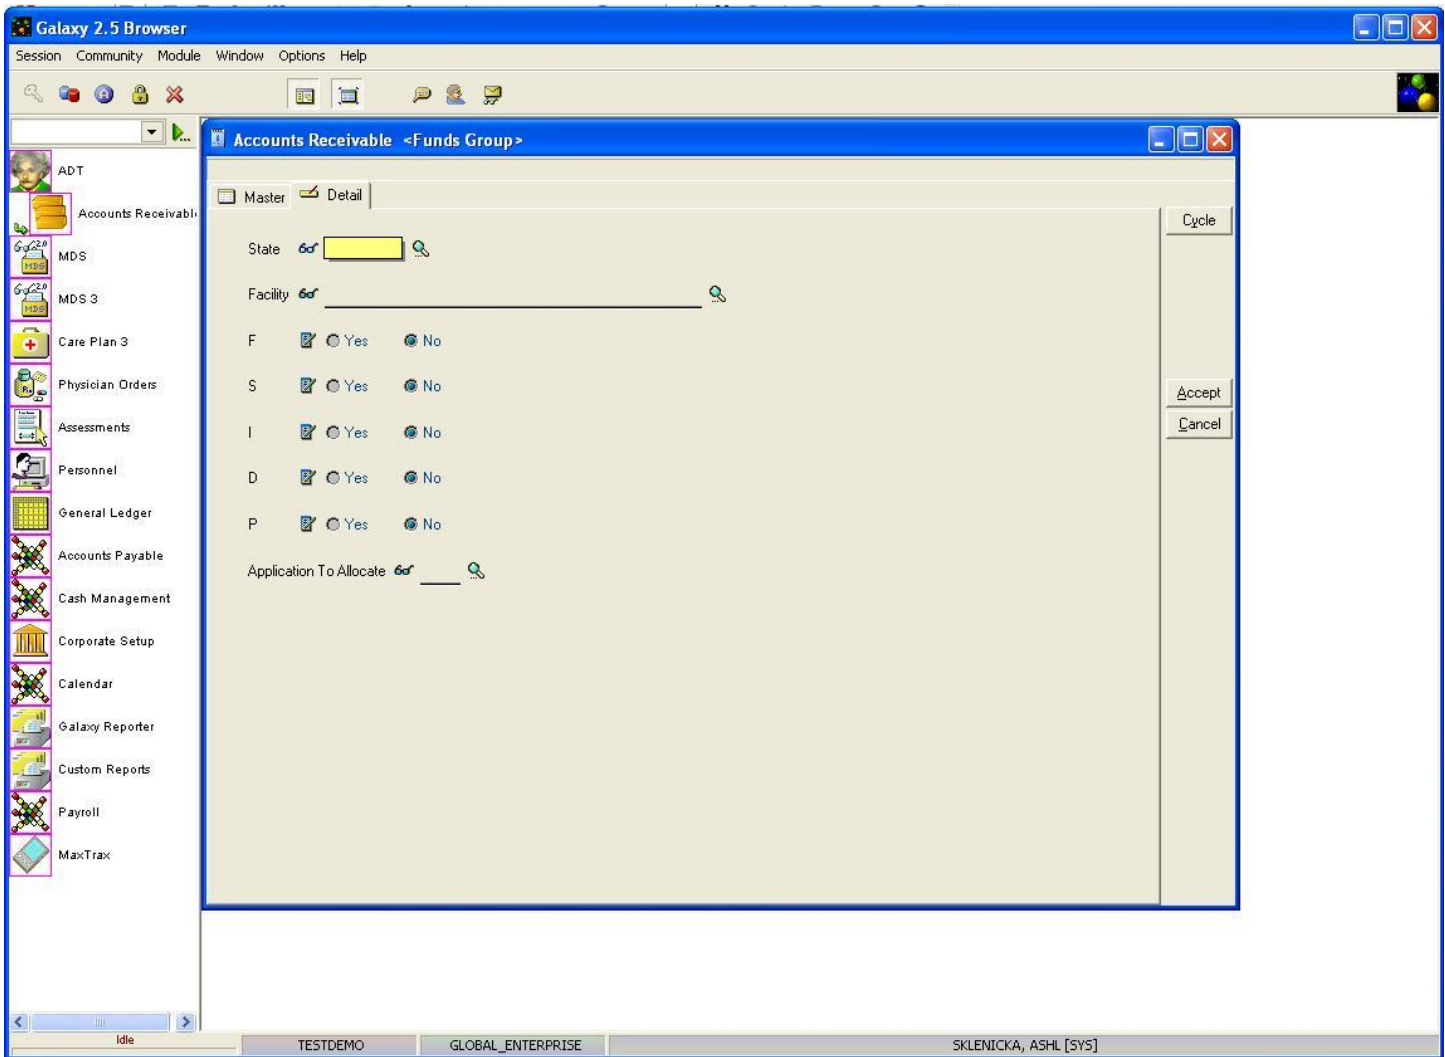 Galaxy 2.5 Browser
Session Community Module Window Options Help
Accounts Receivable <Funds Group>
Master Detail
Cycle
State
Facility
F Yes No
S Yes No
I Yes No
D Yes No
P Yes No
Application To Allocate
Accept
Cancel
ADT
Accounts Receivabl
MDS
MDS
MDS 3
MDS
Care Plan 3
Physician Orders
Assessments
Personnel
General Ledger
Accounts Payable
Cash Management
Corporate Setup
Calendar
Galaxy Reporter
Custom Reports
Payroll
MaxTrax
Idle TESTDEMO GLOBAL_ENTERPRISE SKLENICKA, ASHL [SYS]